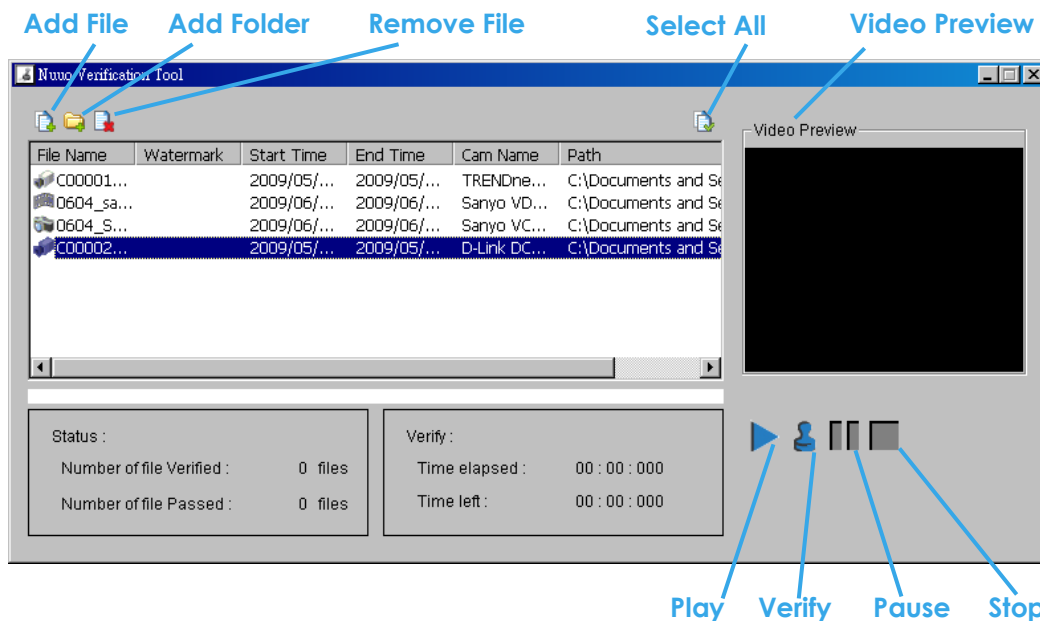 Add File Add Folder Remove File Select All Video Preview
Nuuo Verification Tool
Video Preview
File Name Watermark Start Time End Time Cam Name Path
C00001... 2009/05/... 2009/05/... TRENDne... C:\Documents and Se
0604_sa... 2009/06/... 2009/06/... Sanyo VD... C:\Documents and Se
0604_S... 2009/06/... 2009/06/... Sanyo VC... C:\Documents and Se
C00002... 2009/05/... 2009/05/... D-Link DC... C:\Documents and Se
Status :
Number of file Verified : 0 files
Number of file Passed : 0 files
Verify :
Time elapsed : 00 : 00 : 000
Time left : 00 : 00 : 000
Play Verify Pause Stop